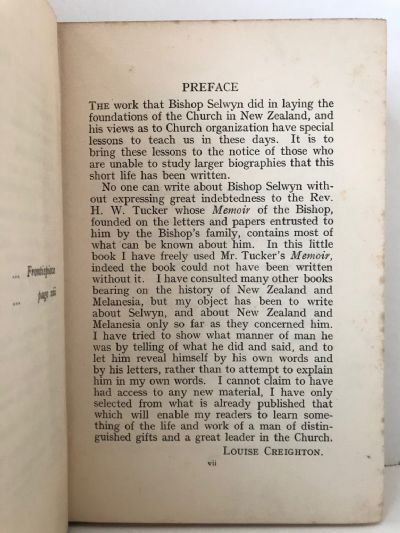 PREFACE
THE work that Bishop Selwyn did in laying the
foundations of the Church in New Zealand, and
his views as to Church organization have special
lessons to teach us in these days. It is to
bring these lessons to the notice of those who
are unable to study larger biographies that this
short life has been written.
No one can write about Bishop Selwyn with-
out expressing great indebtedness to the Rev.
H. W. Tucker whose Memoir of the Bishop,
founded on the letters and papers entrusted to
him by the Bishop's family, contains most of
what can be known about him. In this little
book I have freely used Mr. Tucker's Memoir,
indeed the book could not have been written
without it. I have consulted many other books
bearing on the history of New Zealand and
Melanesia, but my object has been to write
about Selwyn, and about New Zealand and
Melanesia only so far as they concerned him.
I have tried to show what manner of man he
was by telling of what he did and said, and to
let him reveal himself by his own words and
by his letters, rather than to attempt to explain
him in my own words. I cannot claim to have
had access to any new material, I have only
selected from what is already published that
which will enable my readers to learn some-
thing of the life and work of a man of distin-
guished gifts and a great leader in the Church.
LOUISE CREIGHTON.
vii
... Frontispiece
... page xii